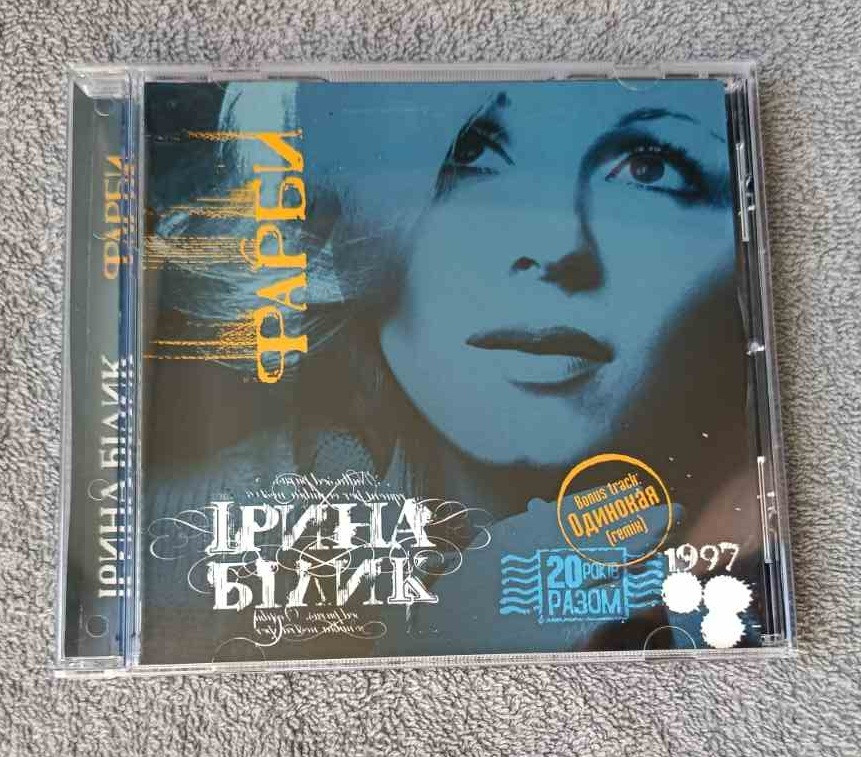 ФАРБИ
ІРИНА БІЛИК
ФАРБИ
ІРИНА
БІЛИК
Bonus track:
Одинокая
(remix)
20 РОКІВ
РАЗОМ
1997